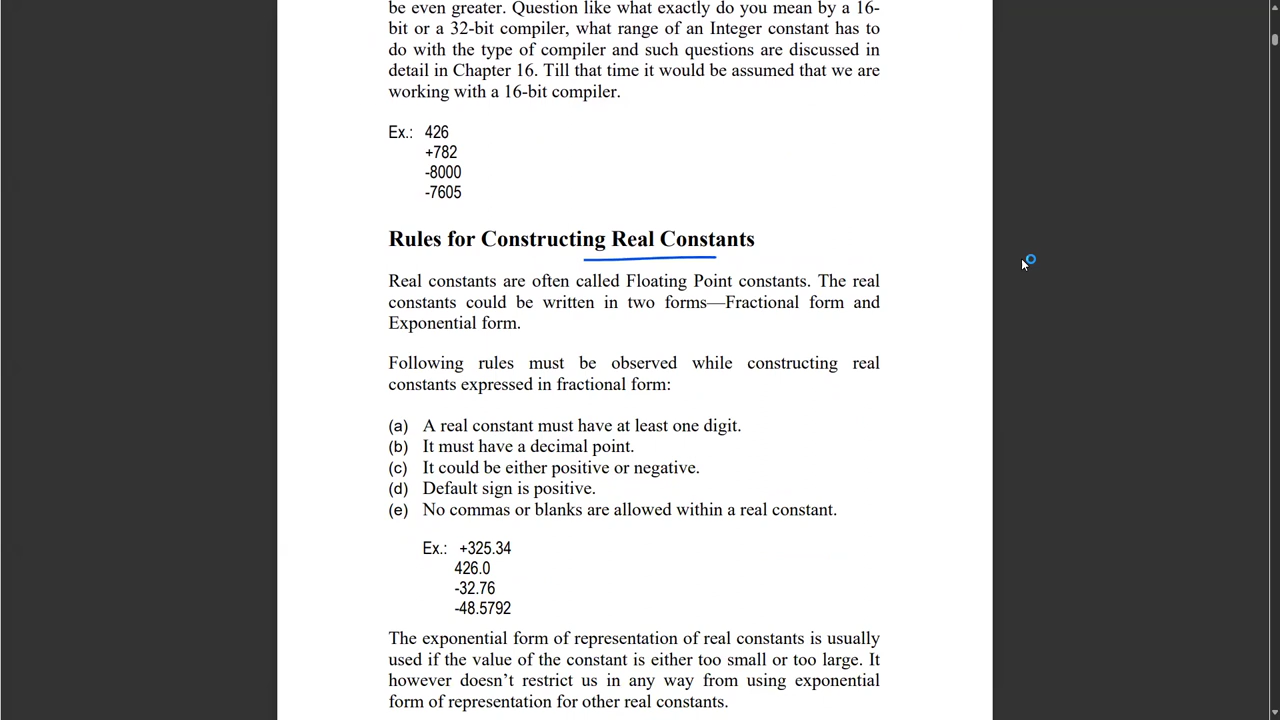 be even greater. Question like what exactly do you mean by a 16-
bit or a 32-bit compiler, what range of an Integer constant has to
do with the type of compiler and such questions are discussed in
detail in Chapter 16. Till that time it would be assumed that we are
working with a 16-bit compiler.
Ex.: 426
+782
-8000
-7605
Rules for Constructing Real Constants
Real constants are often called Floating Point constants. The real
constants could be written in two forms—Fractional form and
Exponential form.
Following rules must be observed while constructing real
constants expressed in fractional form:
(a) A real constant must have at least one digit.
(b) It must have a decimal point.
(c) It could be either positive or negative.
(d) Default sign is positive.
(e) No commas or blanks are allowed within a real constant.
Ex.: +325.34
426.0
-32.76
-48.5792
The exponential form of representation of real constants is usually
used if the value of the constant is either too small or too large. It
however doesn’t restrict us in any way from using exponential
form of representation for other real constants.